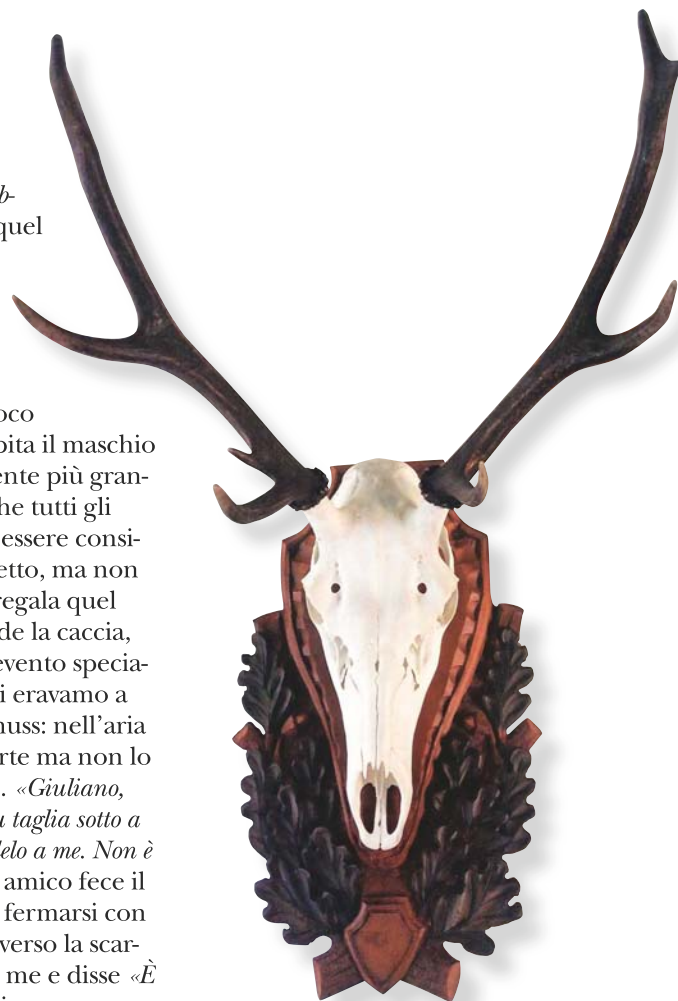 b-
quel
oco
pita il maschio
ente più gran-
he tutti gli
essere consi-
etto, ma non
regala quel
de la caccia,
evento specia-
i eravamo a
nuss: nell’aria
rte ma non lo
. «Giuliano,
u taglia sotto a
delo a me. Non è
amico fece il
fermarsi con
verso la scar-
me e disse «È